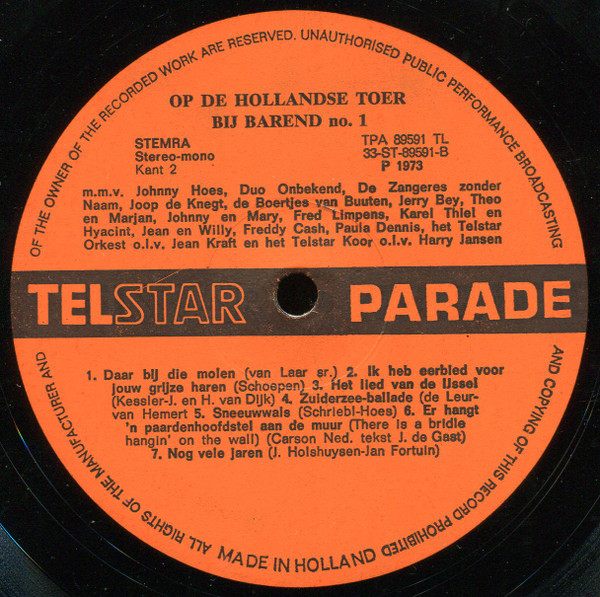 OF THE OWNER OF THE RECORDED WORK ARE RESERVED. UNAUTHORISED PUBLIC PERFORMANCE BROADCASTING
OP DE HOLLANDSE TOER
BIJ BAREND no. 1
STEMRA
Stereo-mono
Kant 2
TPA 89591 TL
33-ST-89591-B
P 1973
m.m.v. Johnny Hoes, Duo Onbekend, De Zangeres zonder
Naam, Joop de Knegt, de Boertjes van Buuten, Jerry Bey, Theo
en Marjan, Johnny en Mary, Fred Limpens, Karel Thiel en
Hyacint, Jean en Willy, Freddy Cash, Paula Dennis, het Telstar
Orkest o.l.v. Jean Kraft en het Telstar Koor o.l.v. Harry Jansen
TELSTAR PARADE
1. Daar bij die molen (van Laar sr.) 2. Ik heb eerbied voor
jouw grijze haren (Schoepen) 3. Het lied van de IJssel
(Kessler-J. en H. van Dijk) 4. Zuiderzee-ballade (de Leur-
van Hemert) 5. Sneeuwwals (Schriebl-Hoes) 6. Er hangt
'n paardenhoofdstel aan de muur (There is a bridle
hangin' on the wall) (Carson Ned. tekst J. de Gast)
7. Nog vele jaren (J. Holshuysen-Jan Fortuin)
AND COPYING OF THIS RECORD PROHIBITED
ALL RIGHTS OF THE MANUFACTURER AND
MADE IN HOLLAND